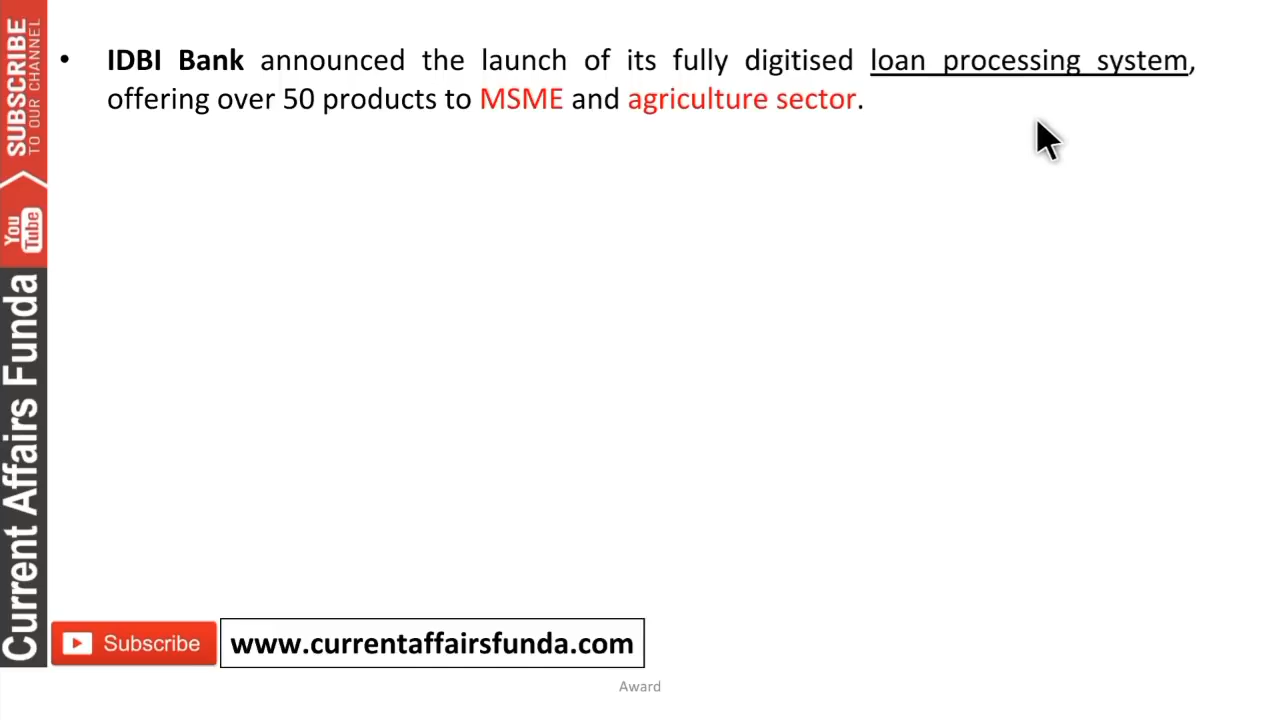 • IDBI Bank announced the launch of its fully digitised loan processing system,
offering over 50 products to MSME and agriculture sector.
SUBSCRIBE
TO OUR CHANNEL
You
Tube
Current Affairs Funda
Subscribe
www.currentaffairsfunda.com
Award